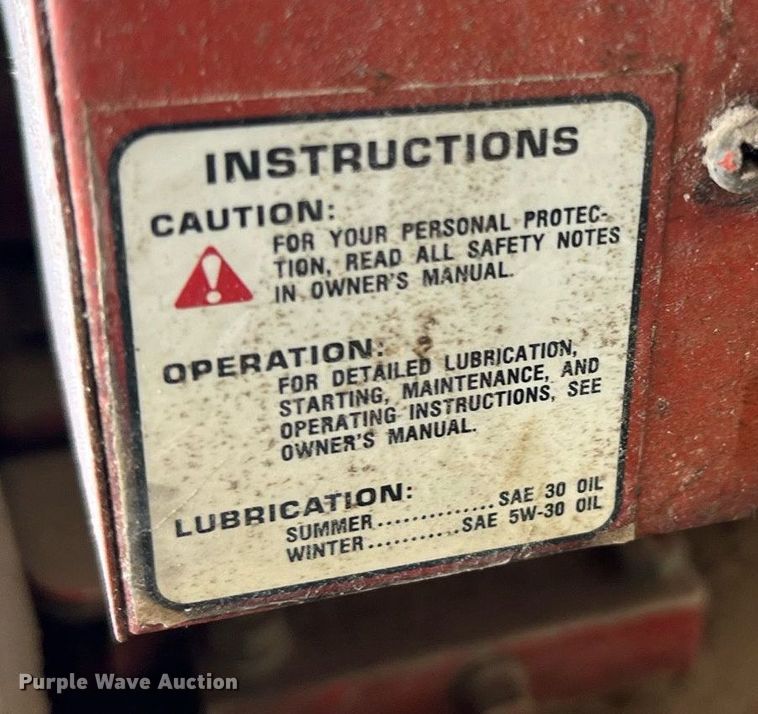 INSTRUCTIONS
CAUTION:
FOR YOUR PERSONAL PROTEC-
TION, READ ALL SAFETY NOTES
IN OWNER'S MANUAL.
OPERATION:
FOR DETAILED LUBRICATION,
STARTING, MAINTENANCE, AND
OPERATING INSTRUCTIONS, SEE
OWNER'S MANUAL.
LUBRICATION:
SUMMER.............. SAE 30 OIL
WINTER...........SAE 5W-30 OIL
Purple Wave Auction